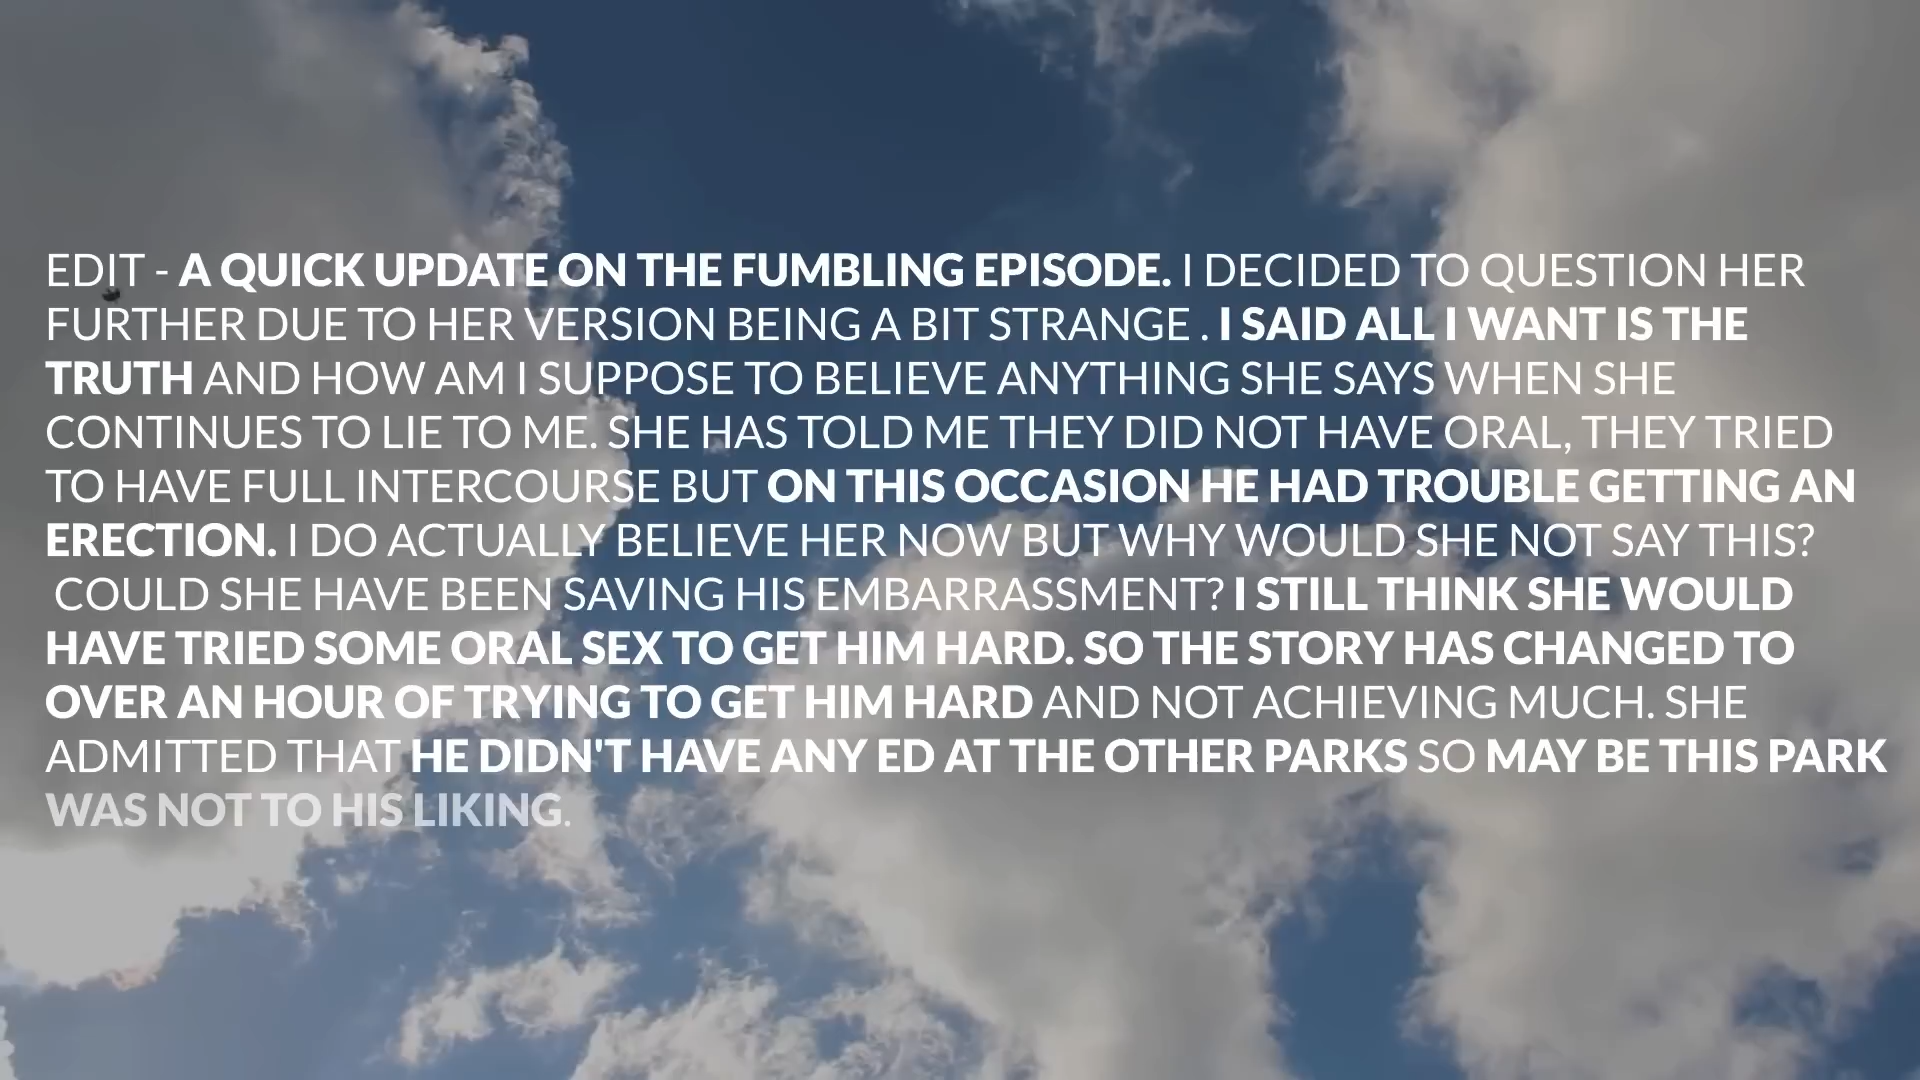 EDIT - A QUICK UPDATE ON THE FUMBLING EPISODE. I DECIDED TO QUESTION HER
FURTHER DUE TO HER VERSION BEING A BIT STRANGE . I SAID ALL I WANT IS THE
TRUTH AND HOW AM I SUPPOSE TO BELIEVE ANYTHING SHE SAYS WHEN SHE
CONTINUES TO LIE TO ME. SHE HAS TOLD ME THEY DID NOT HAVE ORAL, THEY TRIED
TO HAVE FULL INTERCOURSE BUT ON THIS OCCASION HE HAD TROUBLE GETTING AN
ERECTION. I DO ACTUALLY BELIEVE HER NOW BUT WHY WOULD SHE NOT SAY THIS?
COULD SHE HAVE BEEN SAVING HIS EMBARRASSMENT? I STILL THINK SHE WOULD
HAVE TRIED SOME ORAL SEX TO GET HIM HARD. SO THE STORY HAS CHANGED TO
OVER AN HOUR OF TRYING TO GET HIM HARD AND NOT ACHIEVING MUCH. SHE
ADMITTED THAT HE DIDN'T HAVE ANY ED AT THE OTHER PARKS SO MAY BE THIS PARK
WAS NOT TO HIS LIKING.